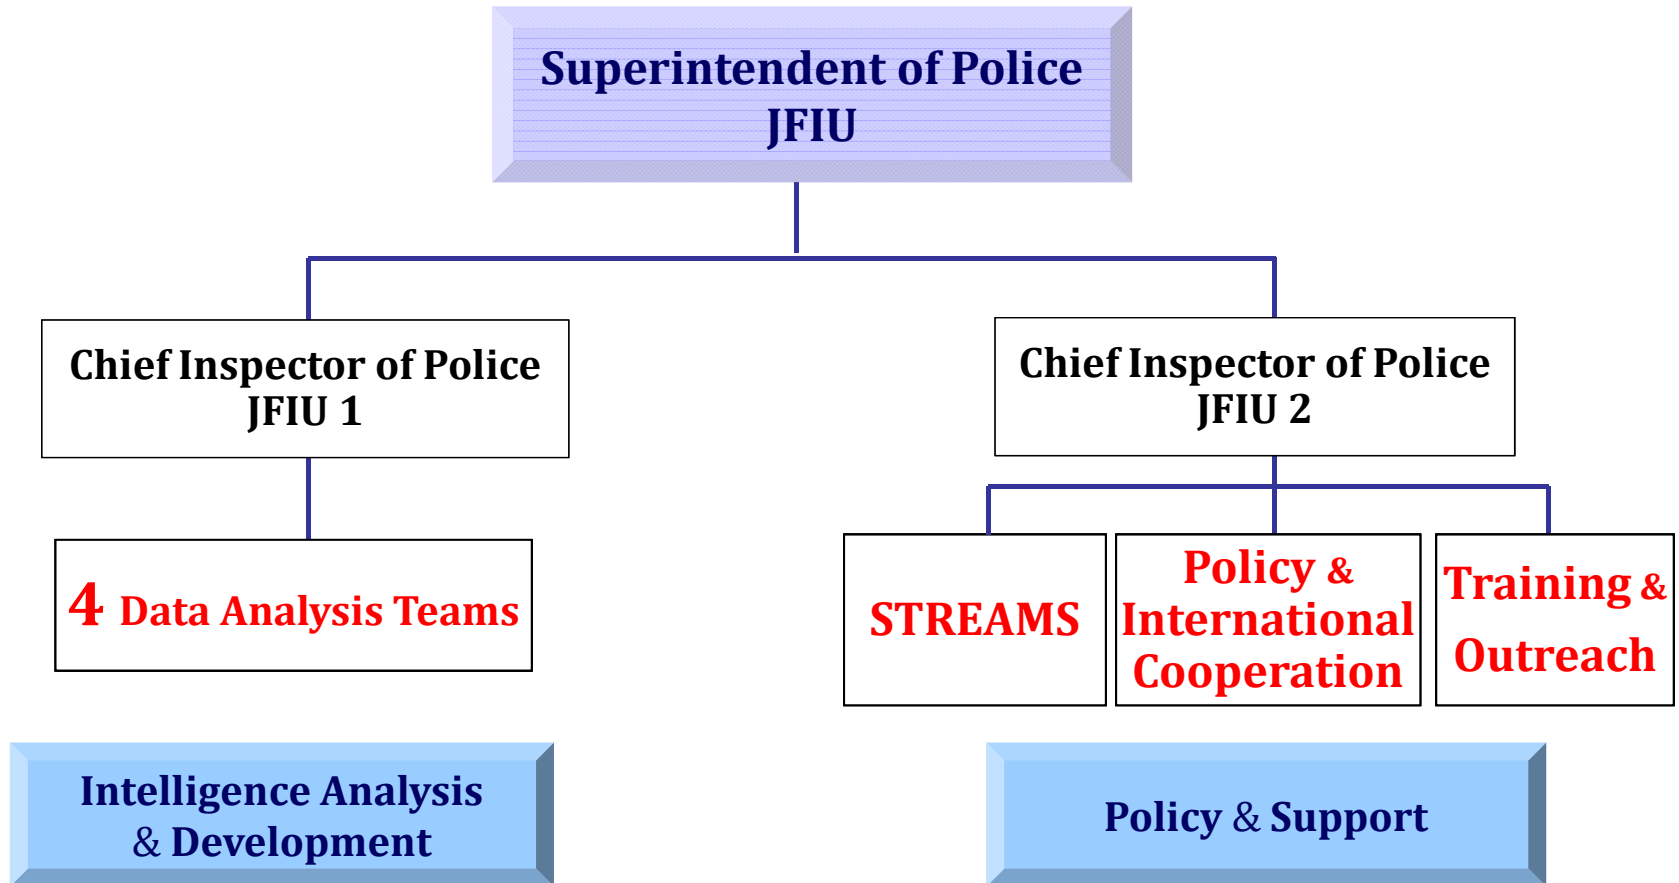 Superintendent of Police
JFIU
Chief Inspector of Police
JFIU 1
Chief Inspector of Police
JFIU 2
4 Data Analysis Teams
STREAMS
Policy &
International
Cooperation
Training &
Outreach
Intelligence Analysis
& Development
Policy & Support